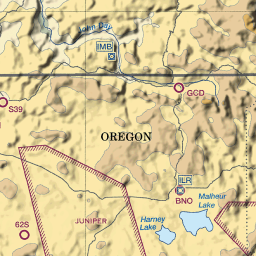 John Day
IMB
GCD
S39
OREGON
ILR
BNO
Malheur
Lake
JUNIPER
Harney
Lake
62S